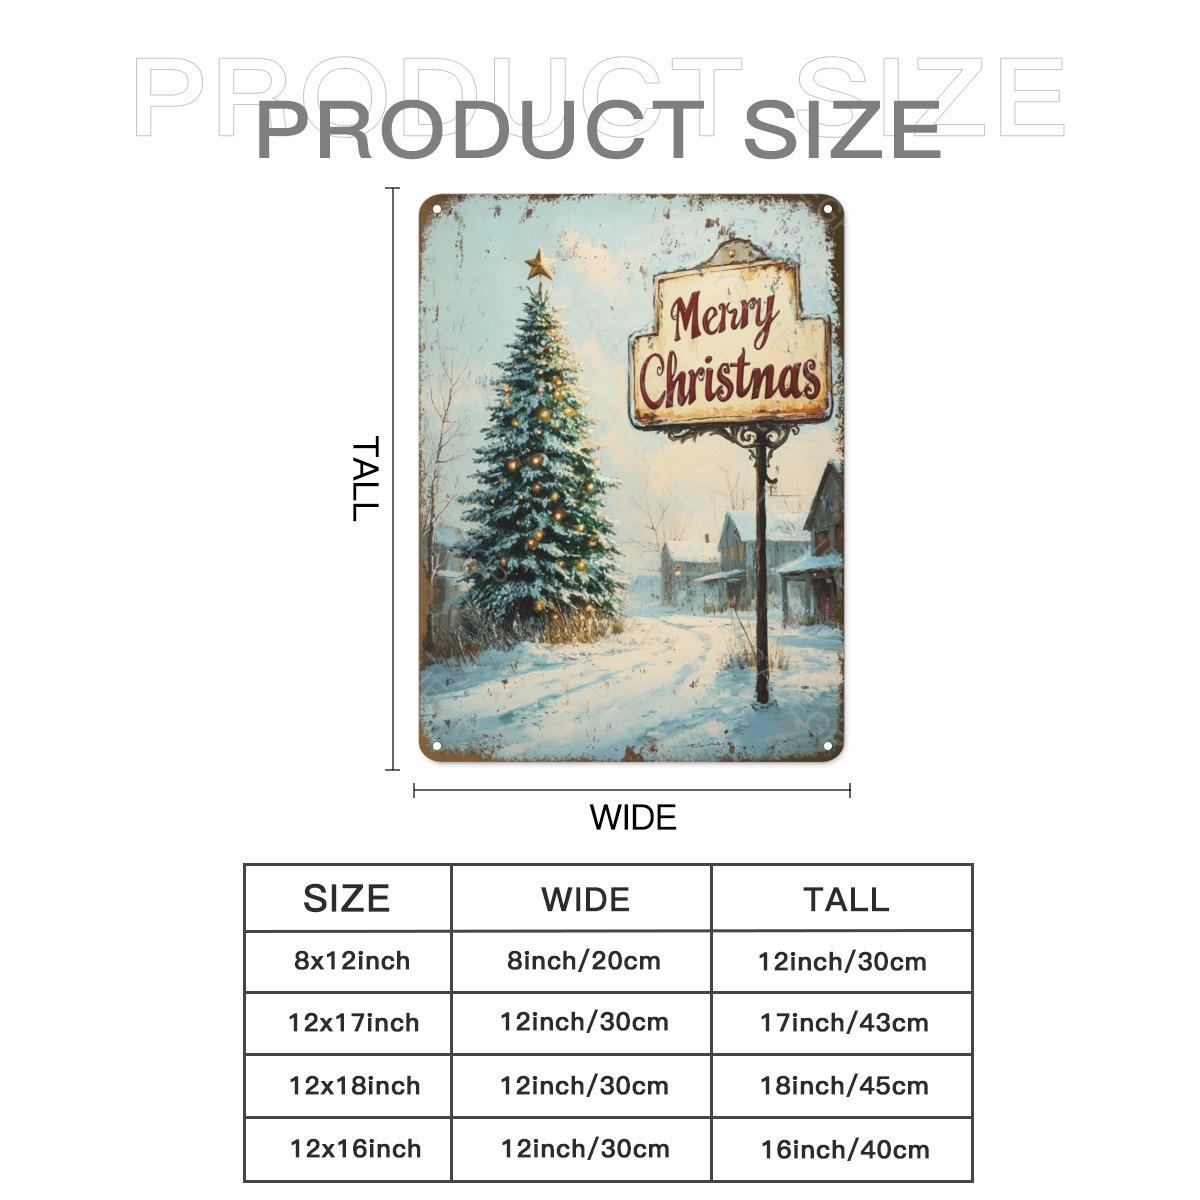 PRODUCT SIZE
PRODUCT SIZE
Merry
Christnas
TALL
WIDE
SIZE WIDE TALL
8x12inch 8inch/20cm 12inch/30cm
12x17inch 12inch/30cm 17inch/43cm
12x18inch 12inch/30cm 18inch/45cm
12x16inch 12inch/30cm 16inch/40cm